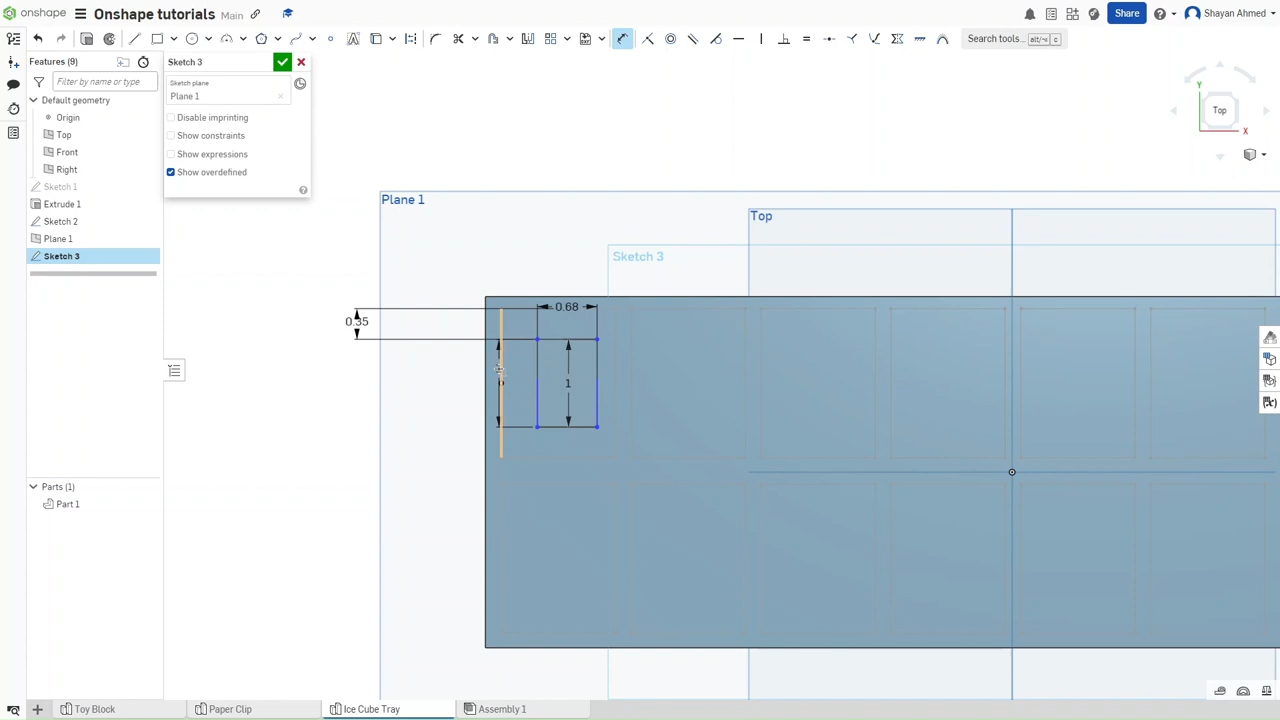 onshape Onshape tutorials Main Share Shayan Ahmed
Search tools... alt/⌥ c
Features (9)
Filter by name or type
Default geometry
Origin
Top
Front
Right
Sketch 1
Extrude 1
Sketch 2
Plane 1
Sketch 3
Parts (1)
Part 1
Sketch 3
Sketch plane
Plane 1
Disable imprinting
Show constraints
Show expressions
Show overdefined
Y
Top
X
Plane 1
Top
Sketch 3
0.68
0.35
1
Toy Block Paper Clip Ice Cube Tray Assembly 1